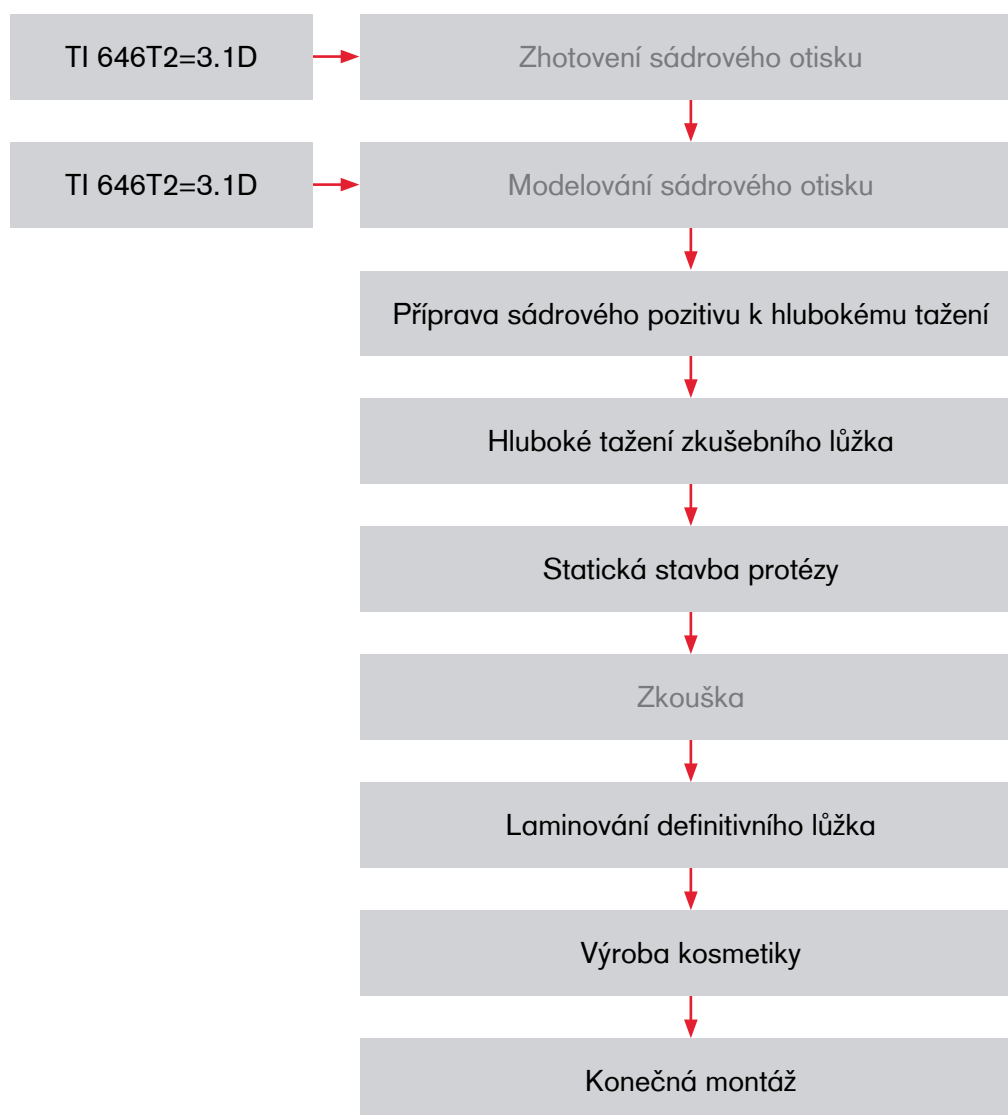 TI 646T2=3.1D
Zhotovení sádrového otisku
TI 646T2=3.1D
Modelování sádrového otisku
Příprava sádrového pozitivu k hlubokému tažení
Hluboké tažení zkušebního lůžka
Statická stavba protézy
Zkouška
Laminování definitivního lůžka
Výroba kosmetiky
Konečná montáž